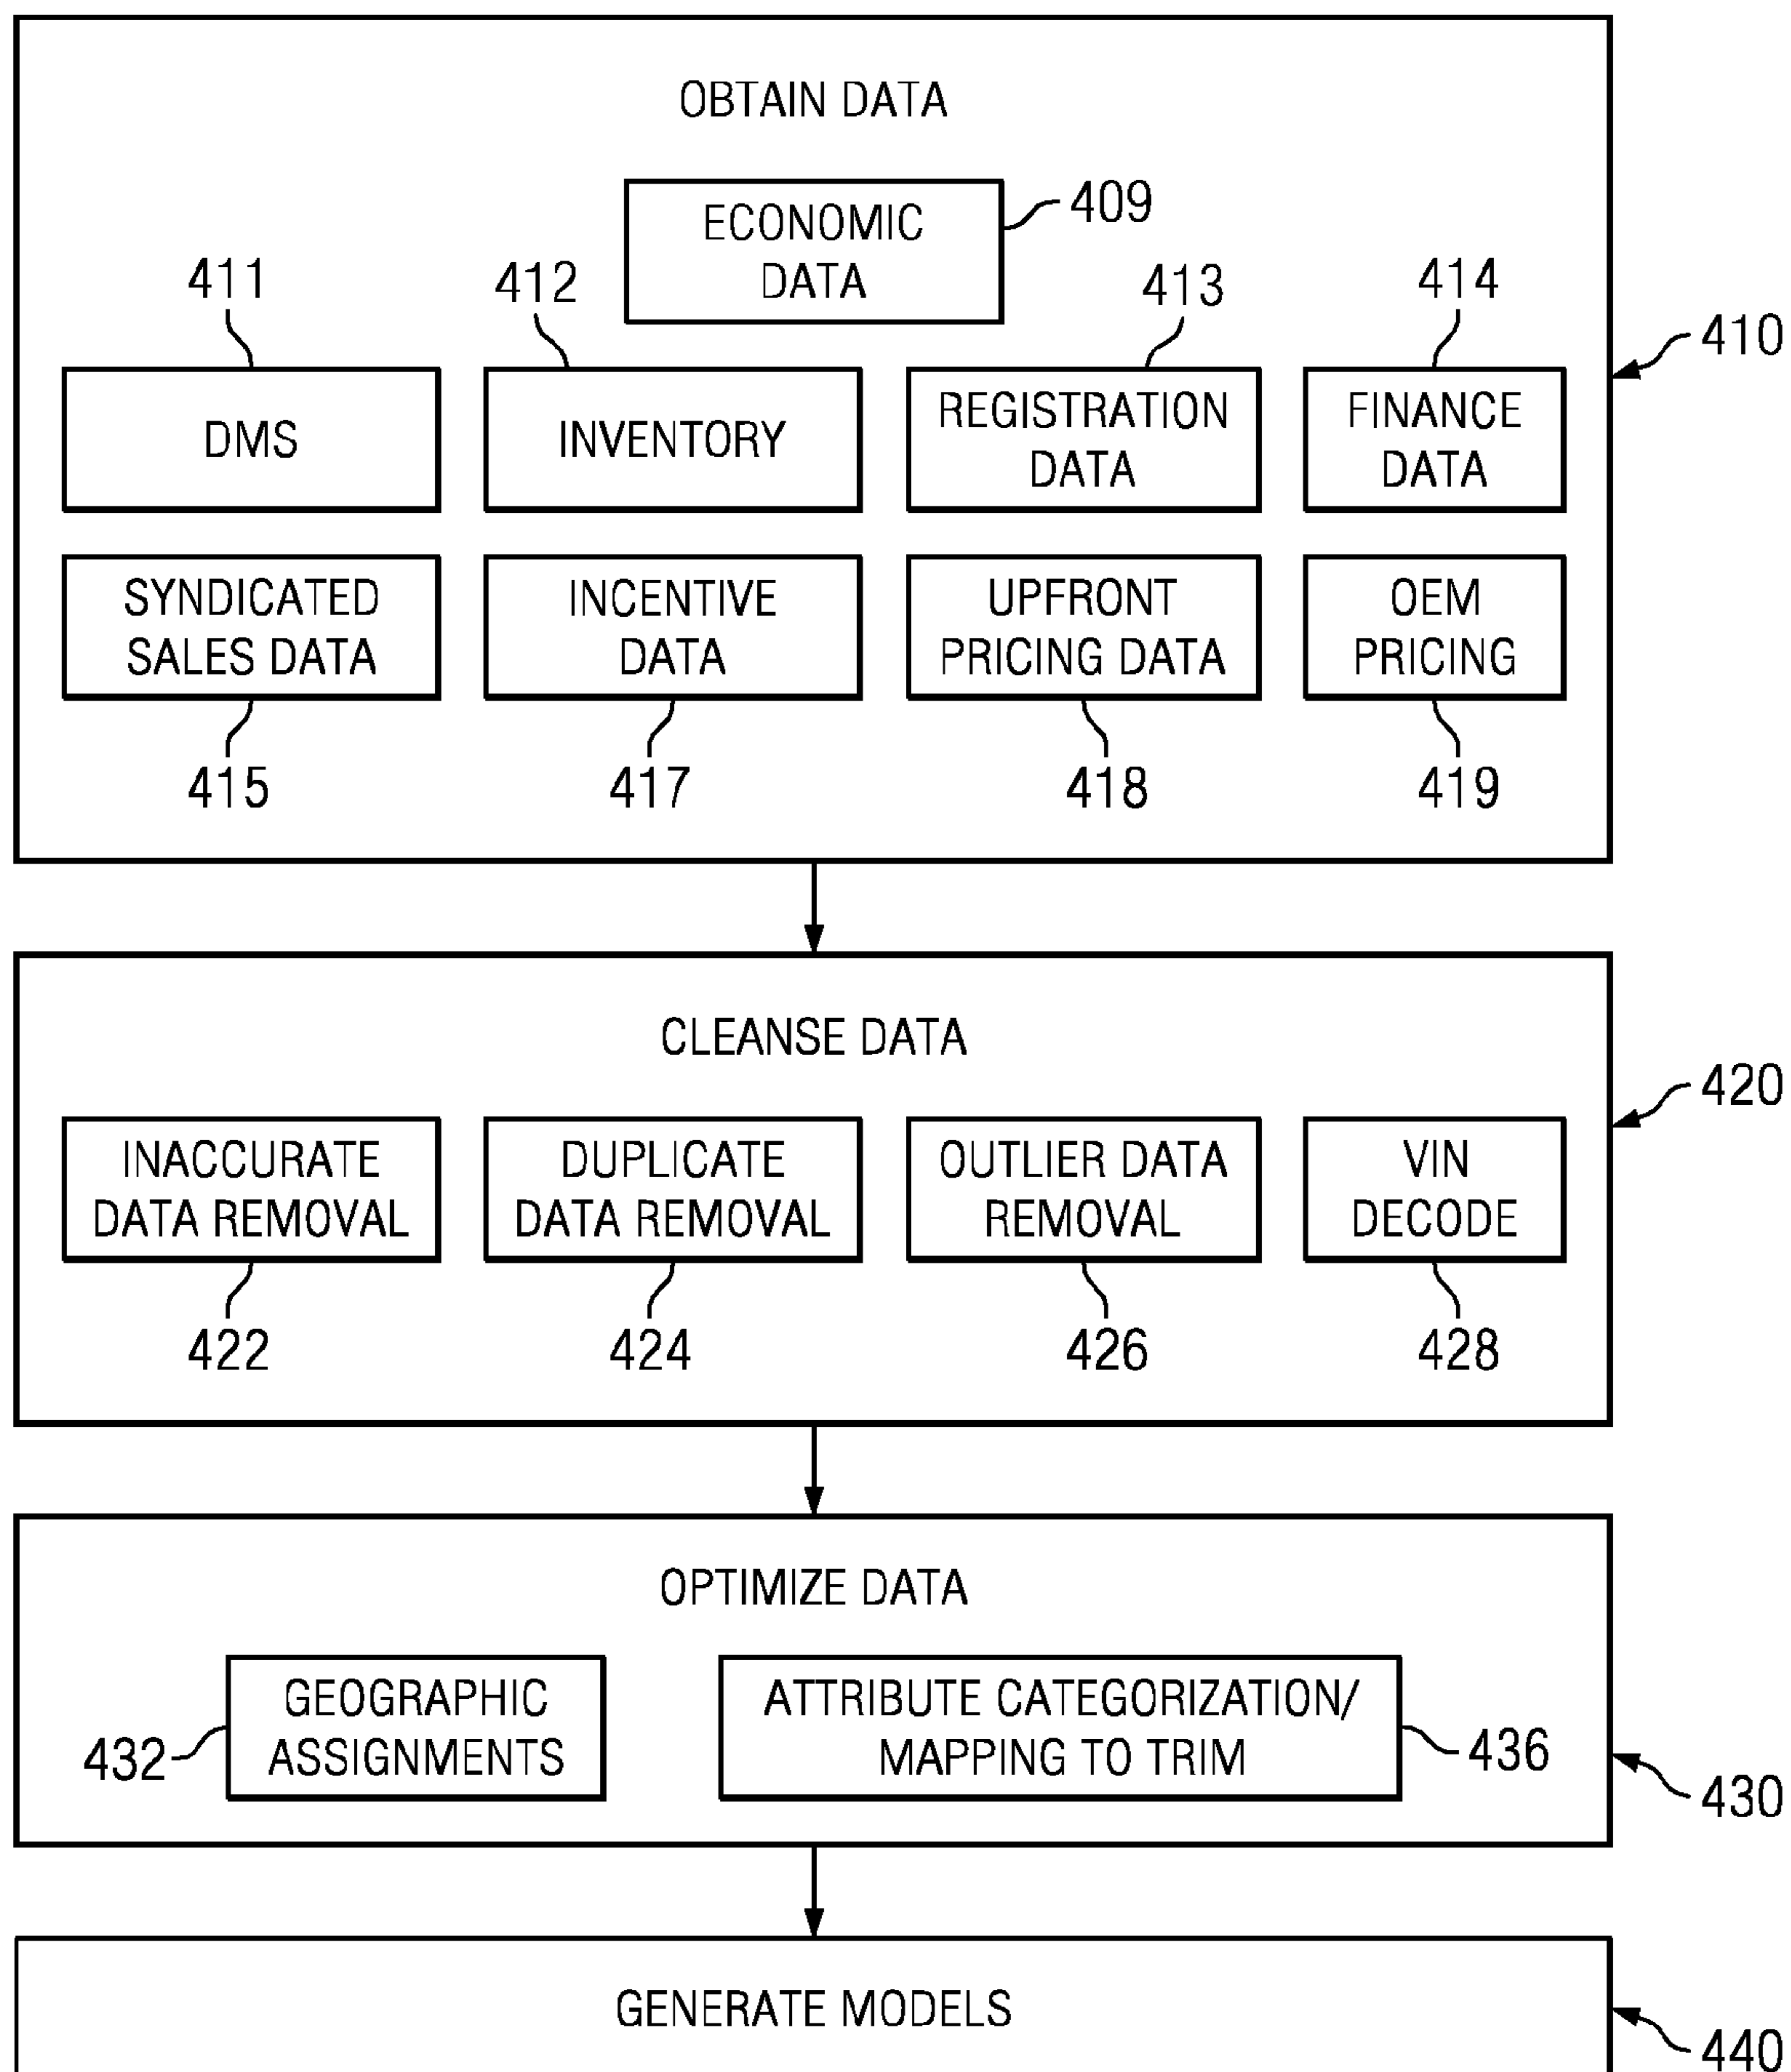 OBTAIN DATA
ECONOMIC
DATA
409
411
412
413
414
410
DMS
INVENTORY
REGISTRATION
DATA
FINANCE
DATA
SYNDICATED
SALES DATA
INCENTIVE
DATA
UPFRONT
PRICING DATA
OEM
PRICING
415
417
418
419
CLEANSE DATA
420
INACCURATE
DATA REMOVAL
DUPLICATE
DATA REMOVAL
OUTLIER DATA
REMOVAL
VIN
DECODE
422
424
426
428
OPTIMIZE DATA
432
GEOGRAPHIC
ASSIGNMENTS
ATTRIBUTE CATEGORIZATION/
MAPPING TO TRIM
436
430
GENERATE MODELS
440